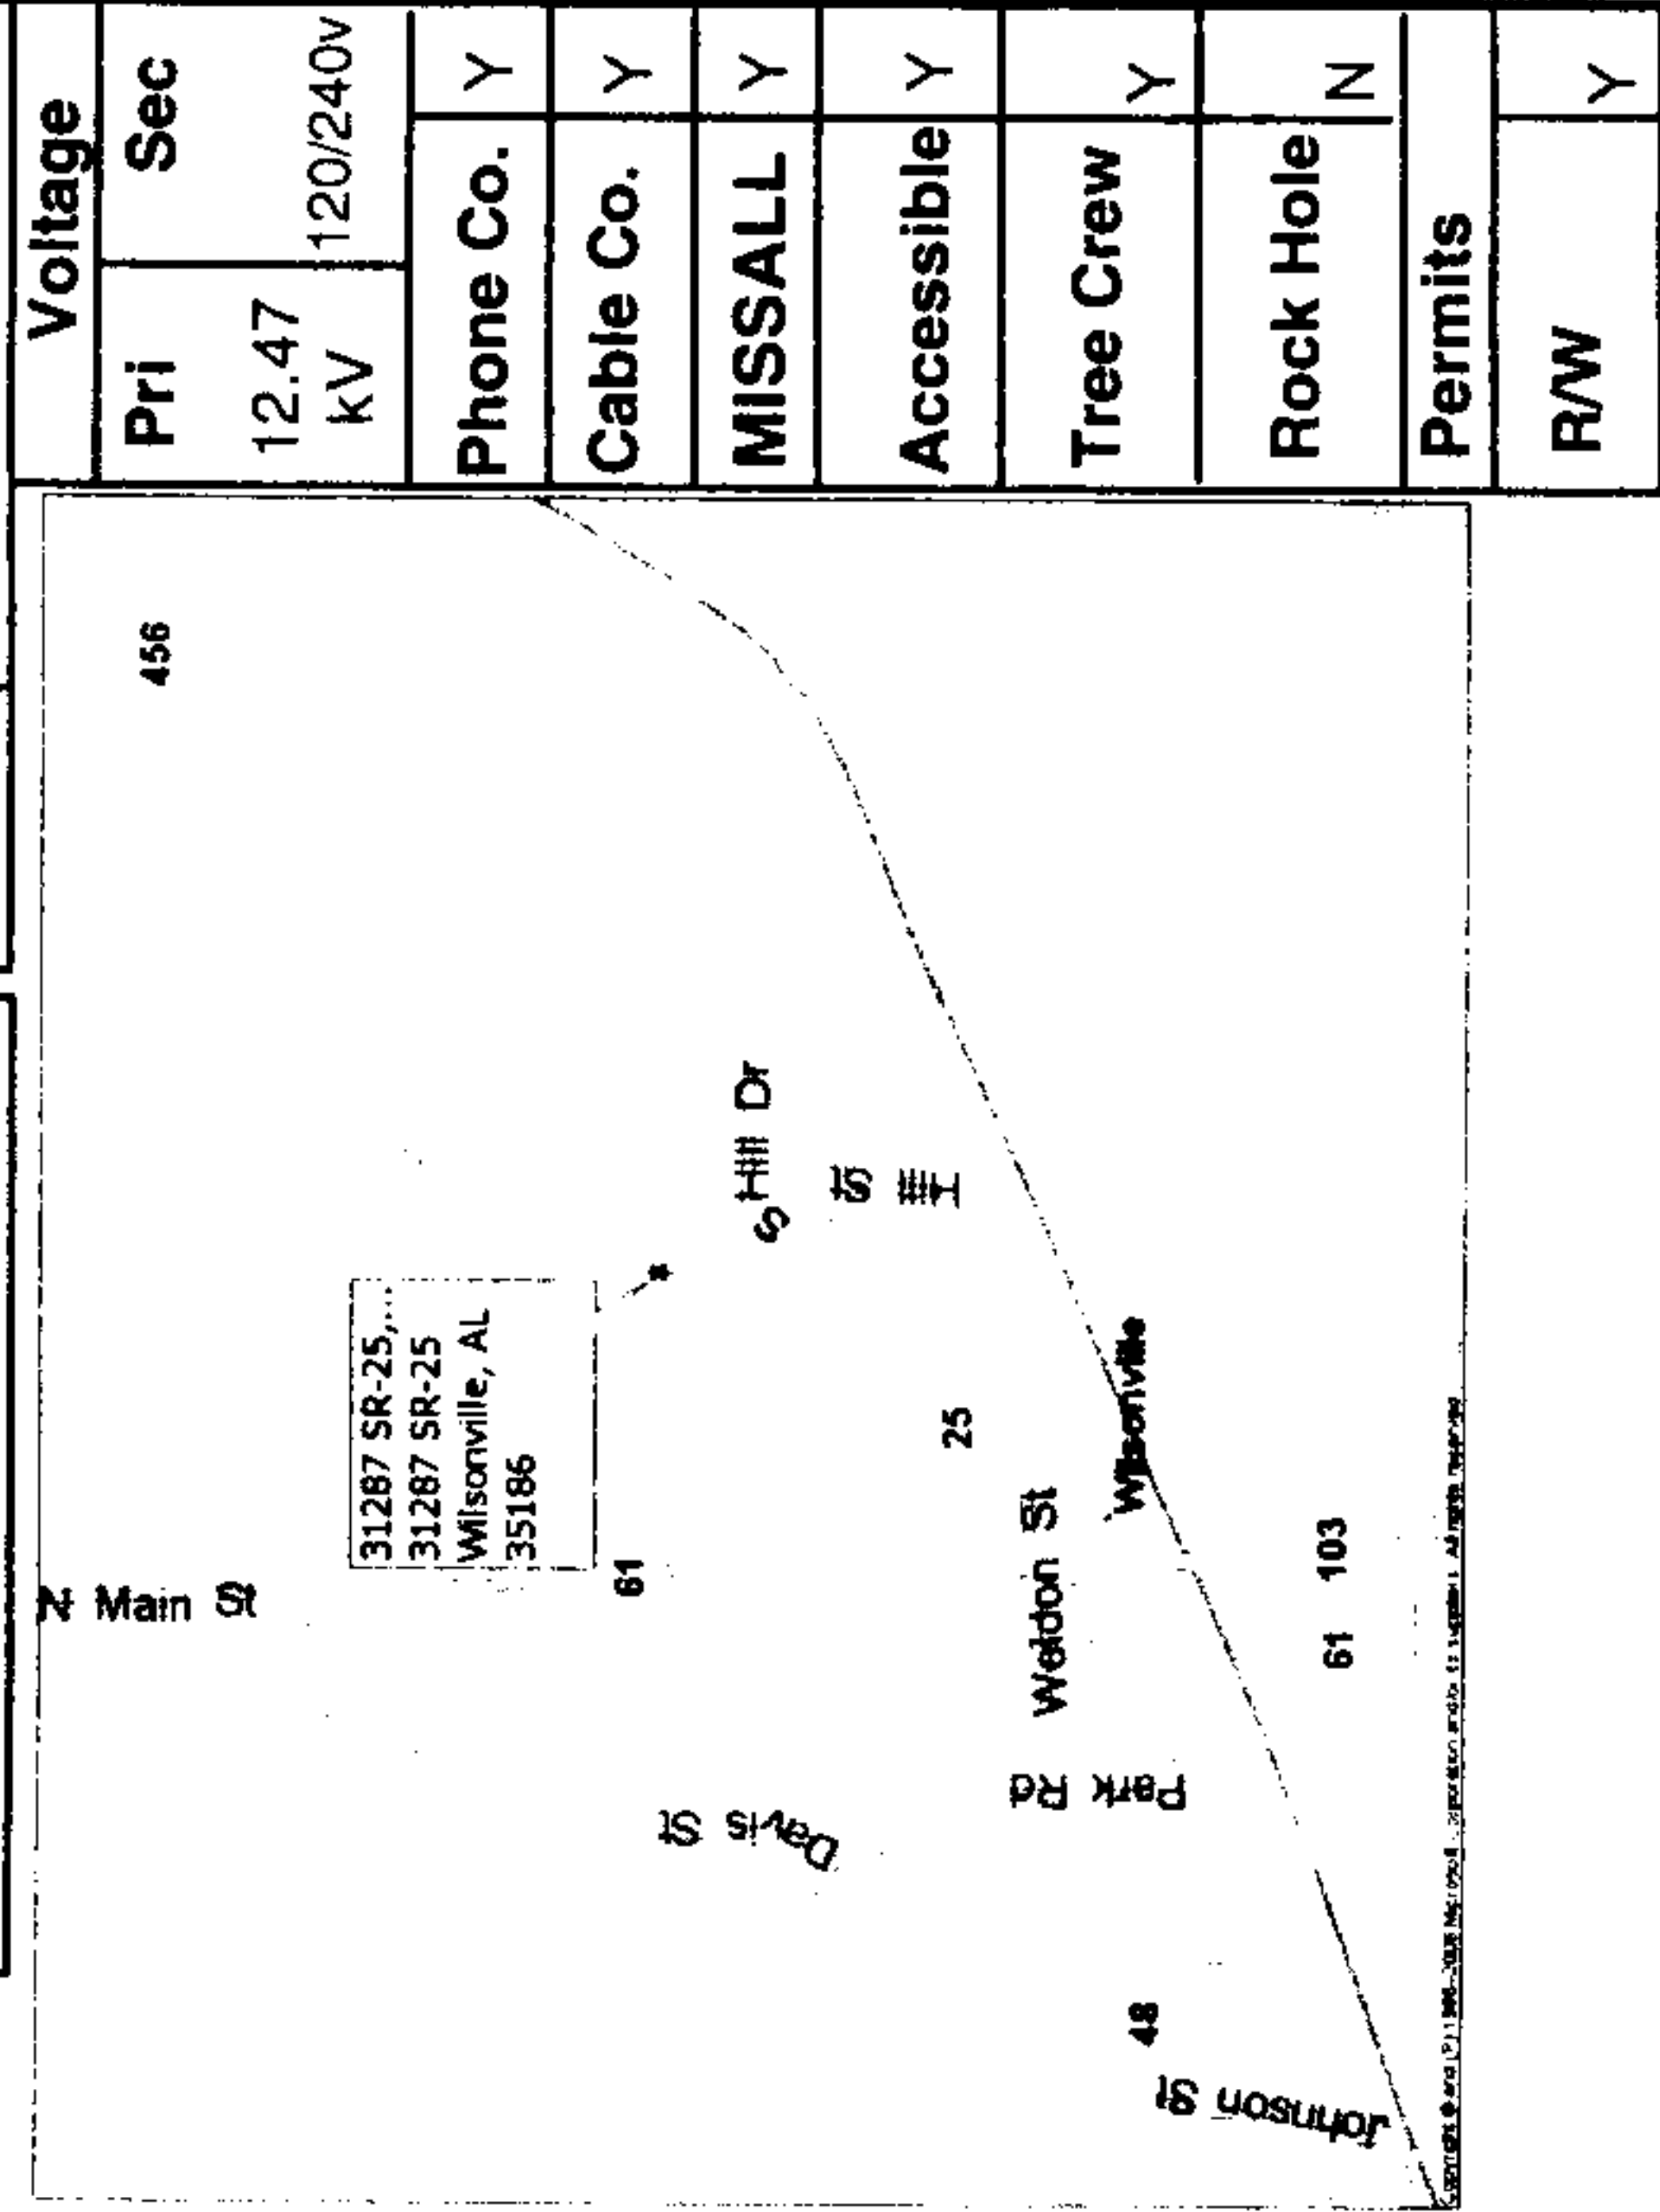 Voltage
Pri Sec
12.47 120/240v
kV
Phone Co. Y
Cable Co. Y
MISSALL Y
Accessible Y
Tree Crew Y
Rock Hole N
Permits
R/W Y
456
N Main St
31287 SR-25,...
31287 SR-25
Wilsonville, AL
35186
61
S Hill Dr
Hill St
Davis St
25
Weldon St
Park Rd
Wilsonville
48
Johnson St
61 103